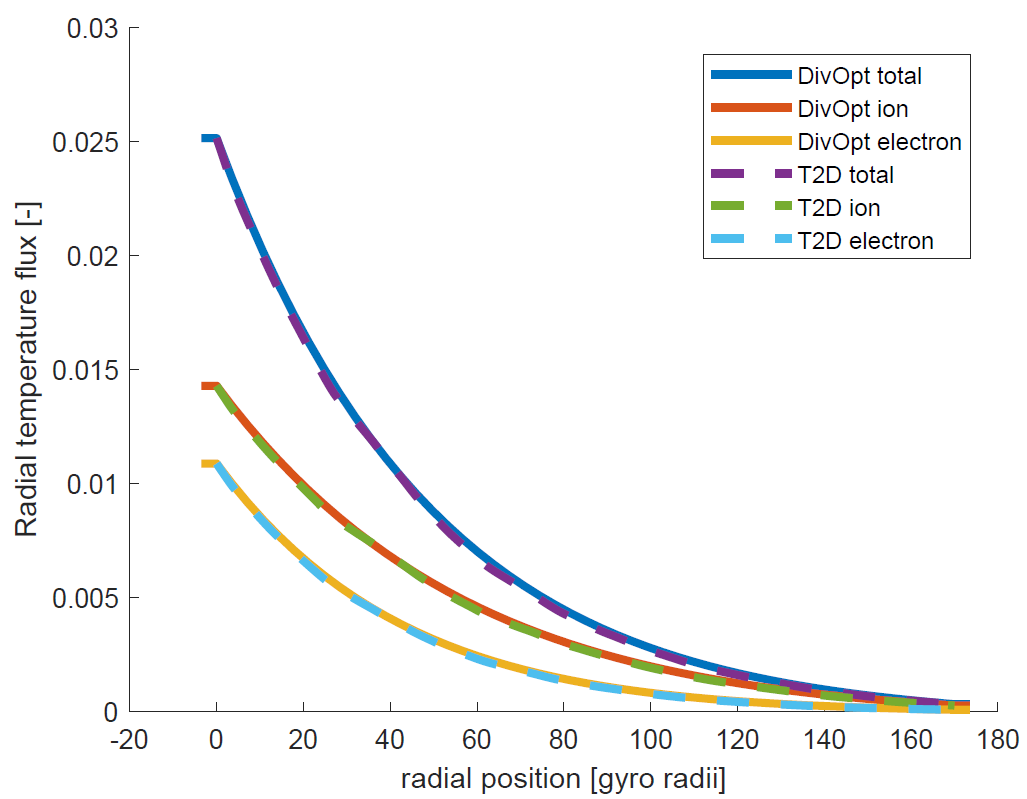 0.03
0.025
0.02
0.015
0.01
0.005
0
-20 0 20 40 60 80 100 120 140 160 180
Radial temperature flux [-]
radial position [gyro radii]
DivOpt total
DivOpt ion
DivOpt electron
T2D total
T2D ion
T2D electron